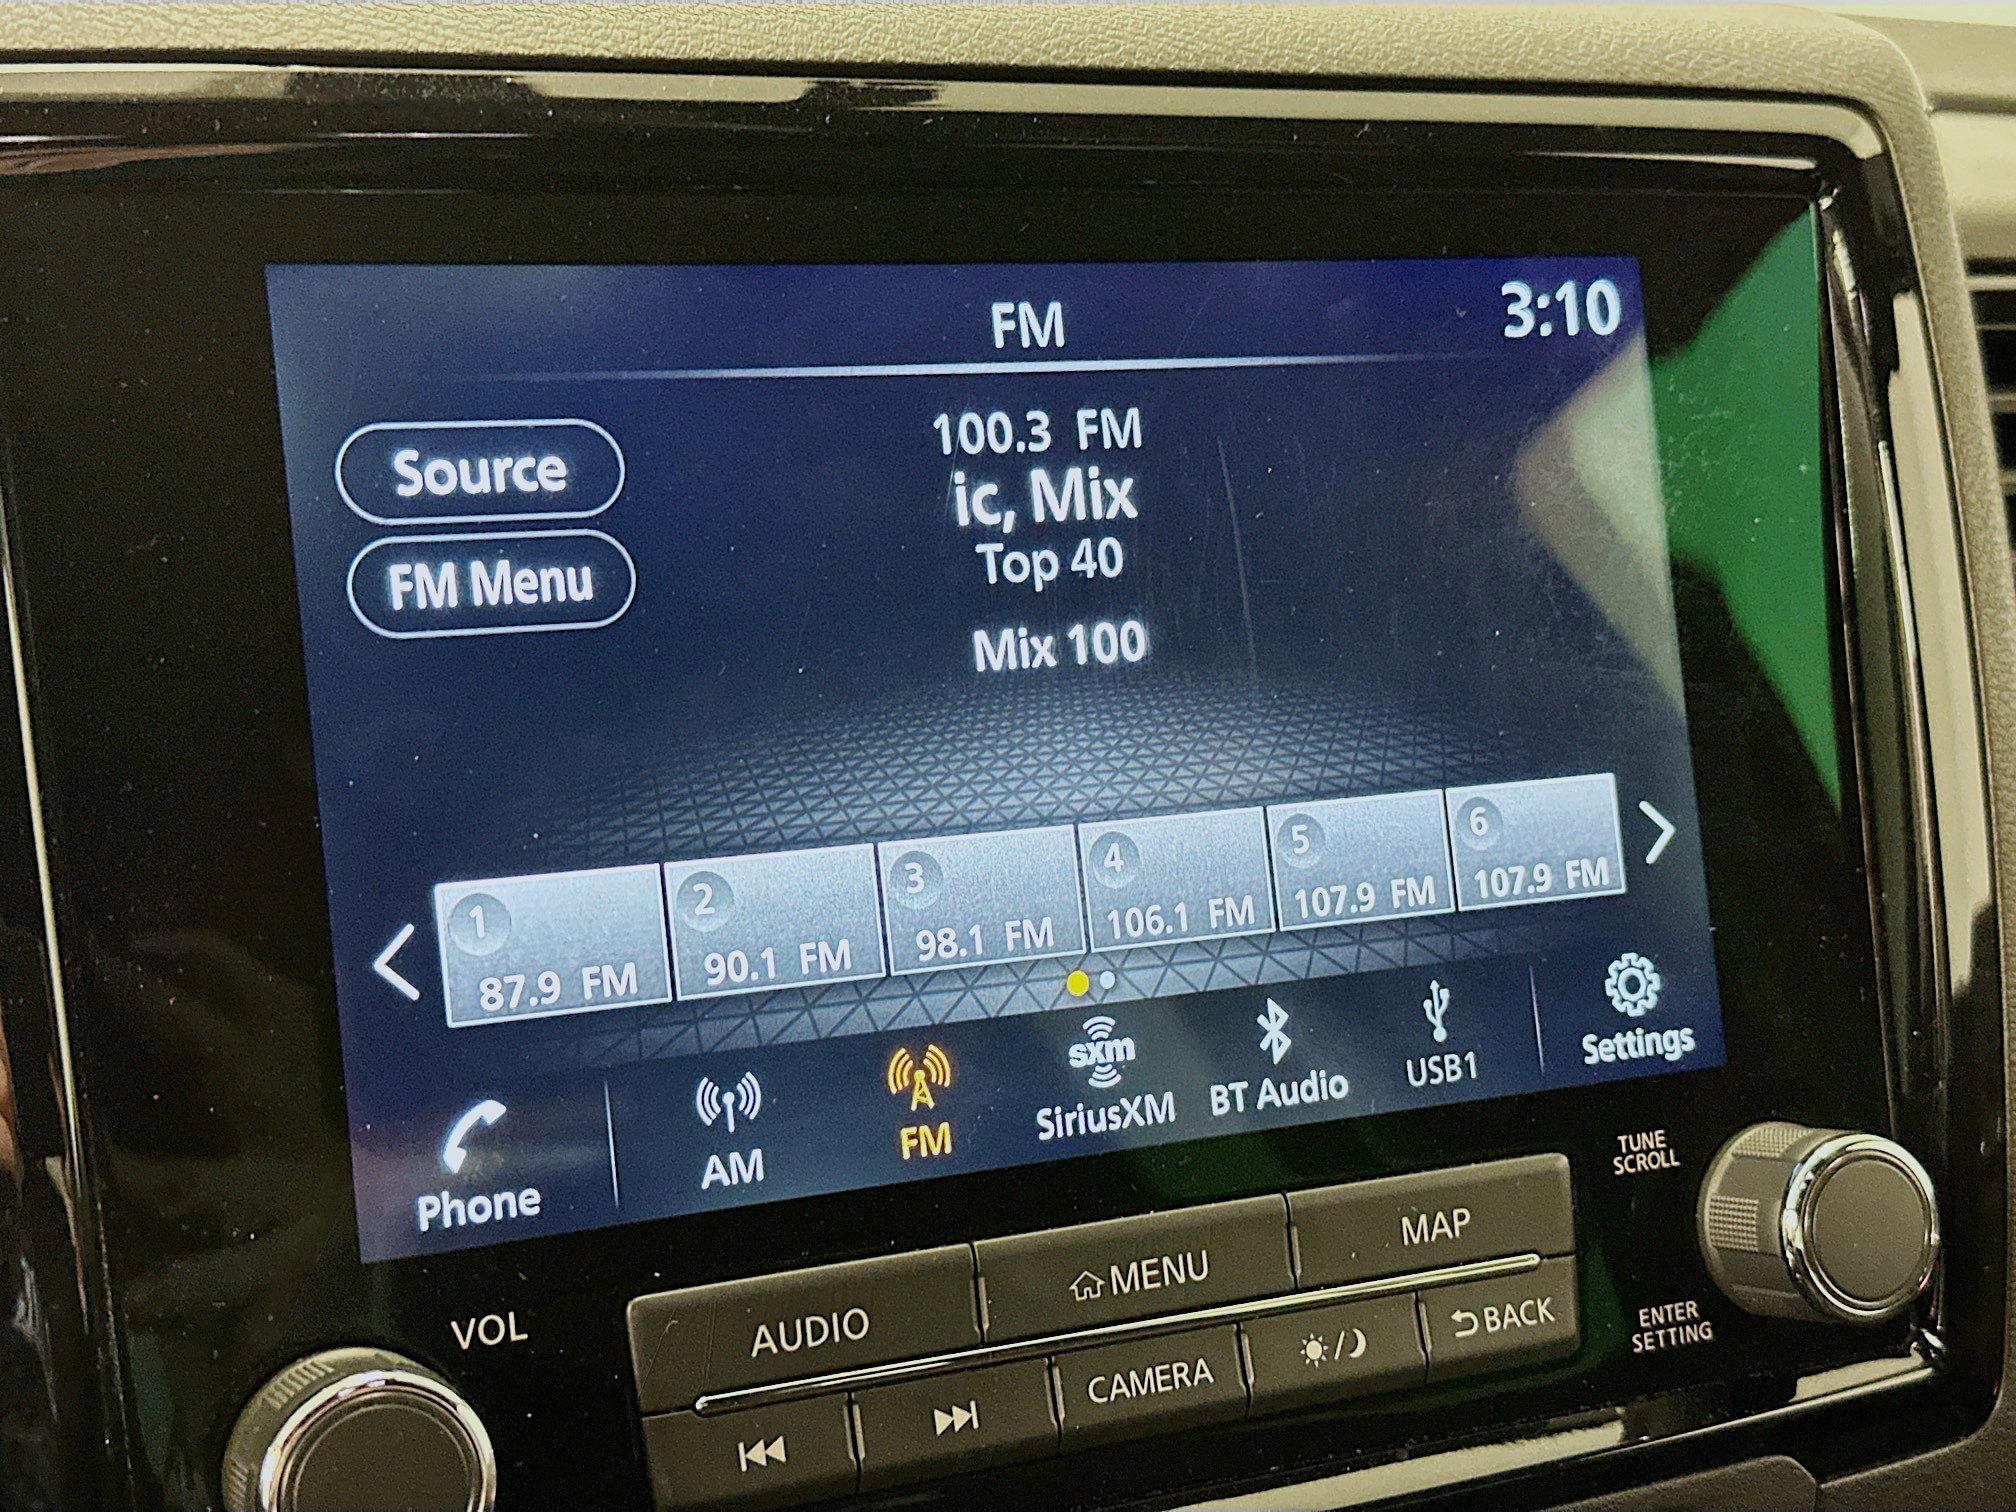 FM
3:10
100.3 FM
ic, Mix
Top 40
Mix 100
Source
FM Menu
1
87.9 FM
2
90.1 FM
3
98.1 FM
4
106.1 FM
5
107.9 FM
6
107.9 FM
Phone
AM
FM
sxm
SiriusXM
BT Audio
USB1
Settings
TUNE
SCROLL
VOL
AUDIO
MENU
MAP
CAMERA
BACK
ENTER
SETTING